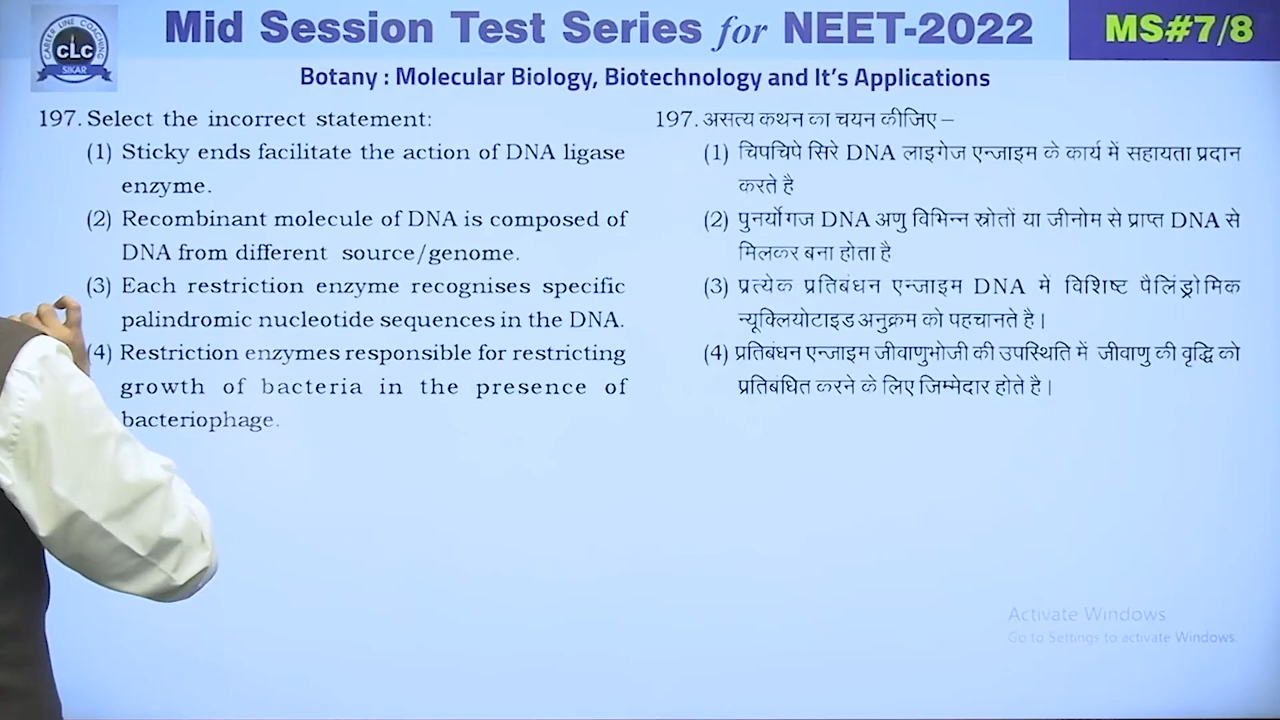 Mid Session Test Series for NEET-2022
MS#7/8
CAREER LINE COACHING
CLC
SIKAR
Botany : Molecular Biology, Biotechnology and It's Applications
197. Select the incorrect statement:
(1) Sticky ends facilitate the action of DNA ligase
enzyme.
(2) Recombinant molecule of DNA is composed of
DNA from different source/genome.
(3) Each restriction enzyme recognises specific
palindromic nucleotide sequences in the DNA.
(4) Restriction enzymes responsible for restricting
growth of bacteria in the presence of
bacteriophage.
197. असत्य कथन का चयन कीजिए –
(1) चिपचिपे सिरे DNA लाइगेज एन्जाइम के कार्य में सहायता प्रदान
करते है
(2) पुनर्योगज DNA अणु विभिन्न स्रोतों या जीनोम से प्राप्त DNA से
मिलकर बना होता है
(3) प्रत्येक प्रतिबंधन एन्जाइम DNA में विशिष्ट पैलिंड्रोमिक
न्यूक्लियोटाइड अनुक्रम को पहचानते है।
(4) प्रतिबंधन एन्जाइम जीवाणुभोजी की उपस्थिति में जीवाणु की वृद्धि को
प्रतिबंधित करने के लिए जिम्मेदार होते है।
Activate Windows
Go to Settings to activate Windows.